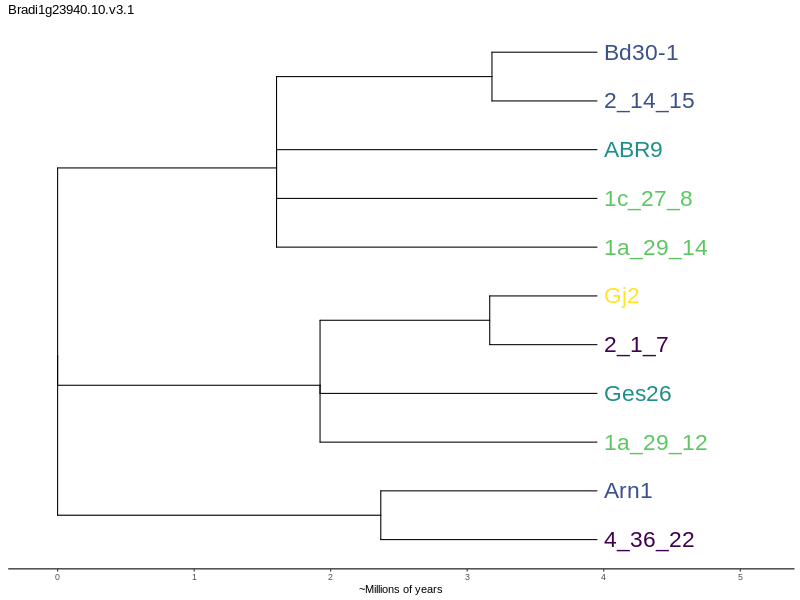 Bradi1g23940.10.v3.1
Bd30-1
2_14_15
ABR9
1c_27_8
1a_29_14
Gj2
2_1_7
Ges26
1a_29_12
Arn1
4_36_22
0 1 2 3 4 5
~Millions of years